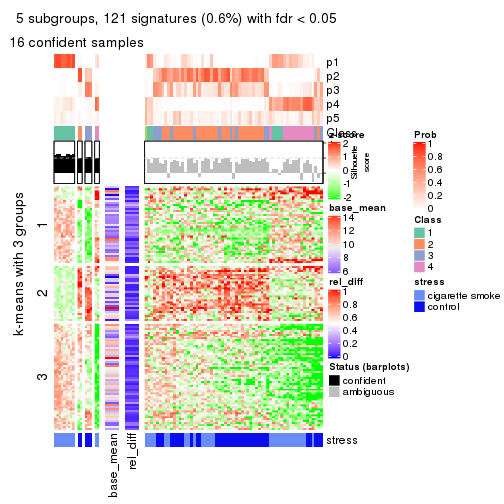 5 subgroups, 121 signatures (0.6%) with fdr < 0.05
16 confident samples
p1
p2
p3
p4
p5
Class
Silhouette
score
k-means with 3 groups
1
2
3
stress
base_mean
rel_diff
z-score
2
1
0
-1
-2
base_mean
14
12
10
8
6
rel_diff
1
0.8
0.6
0.4
0.2
0
Status (barplots)
confident
ambiguous
Prob
1
0.8
0.6
0.4
0.2
0
Class
1
2
3
4
stress
cigarette smoke
control